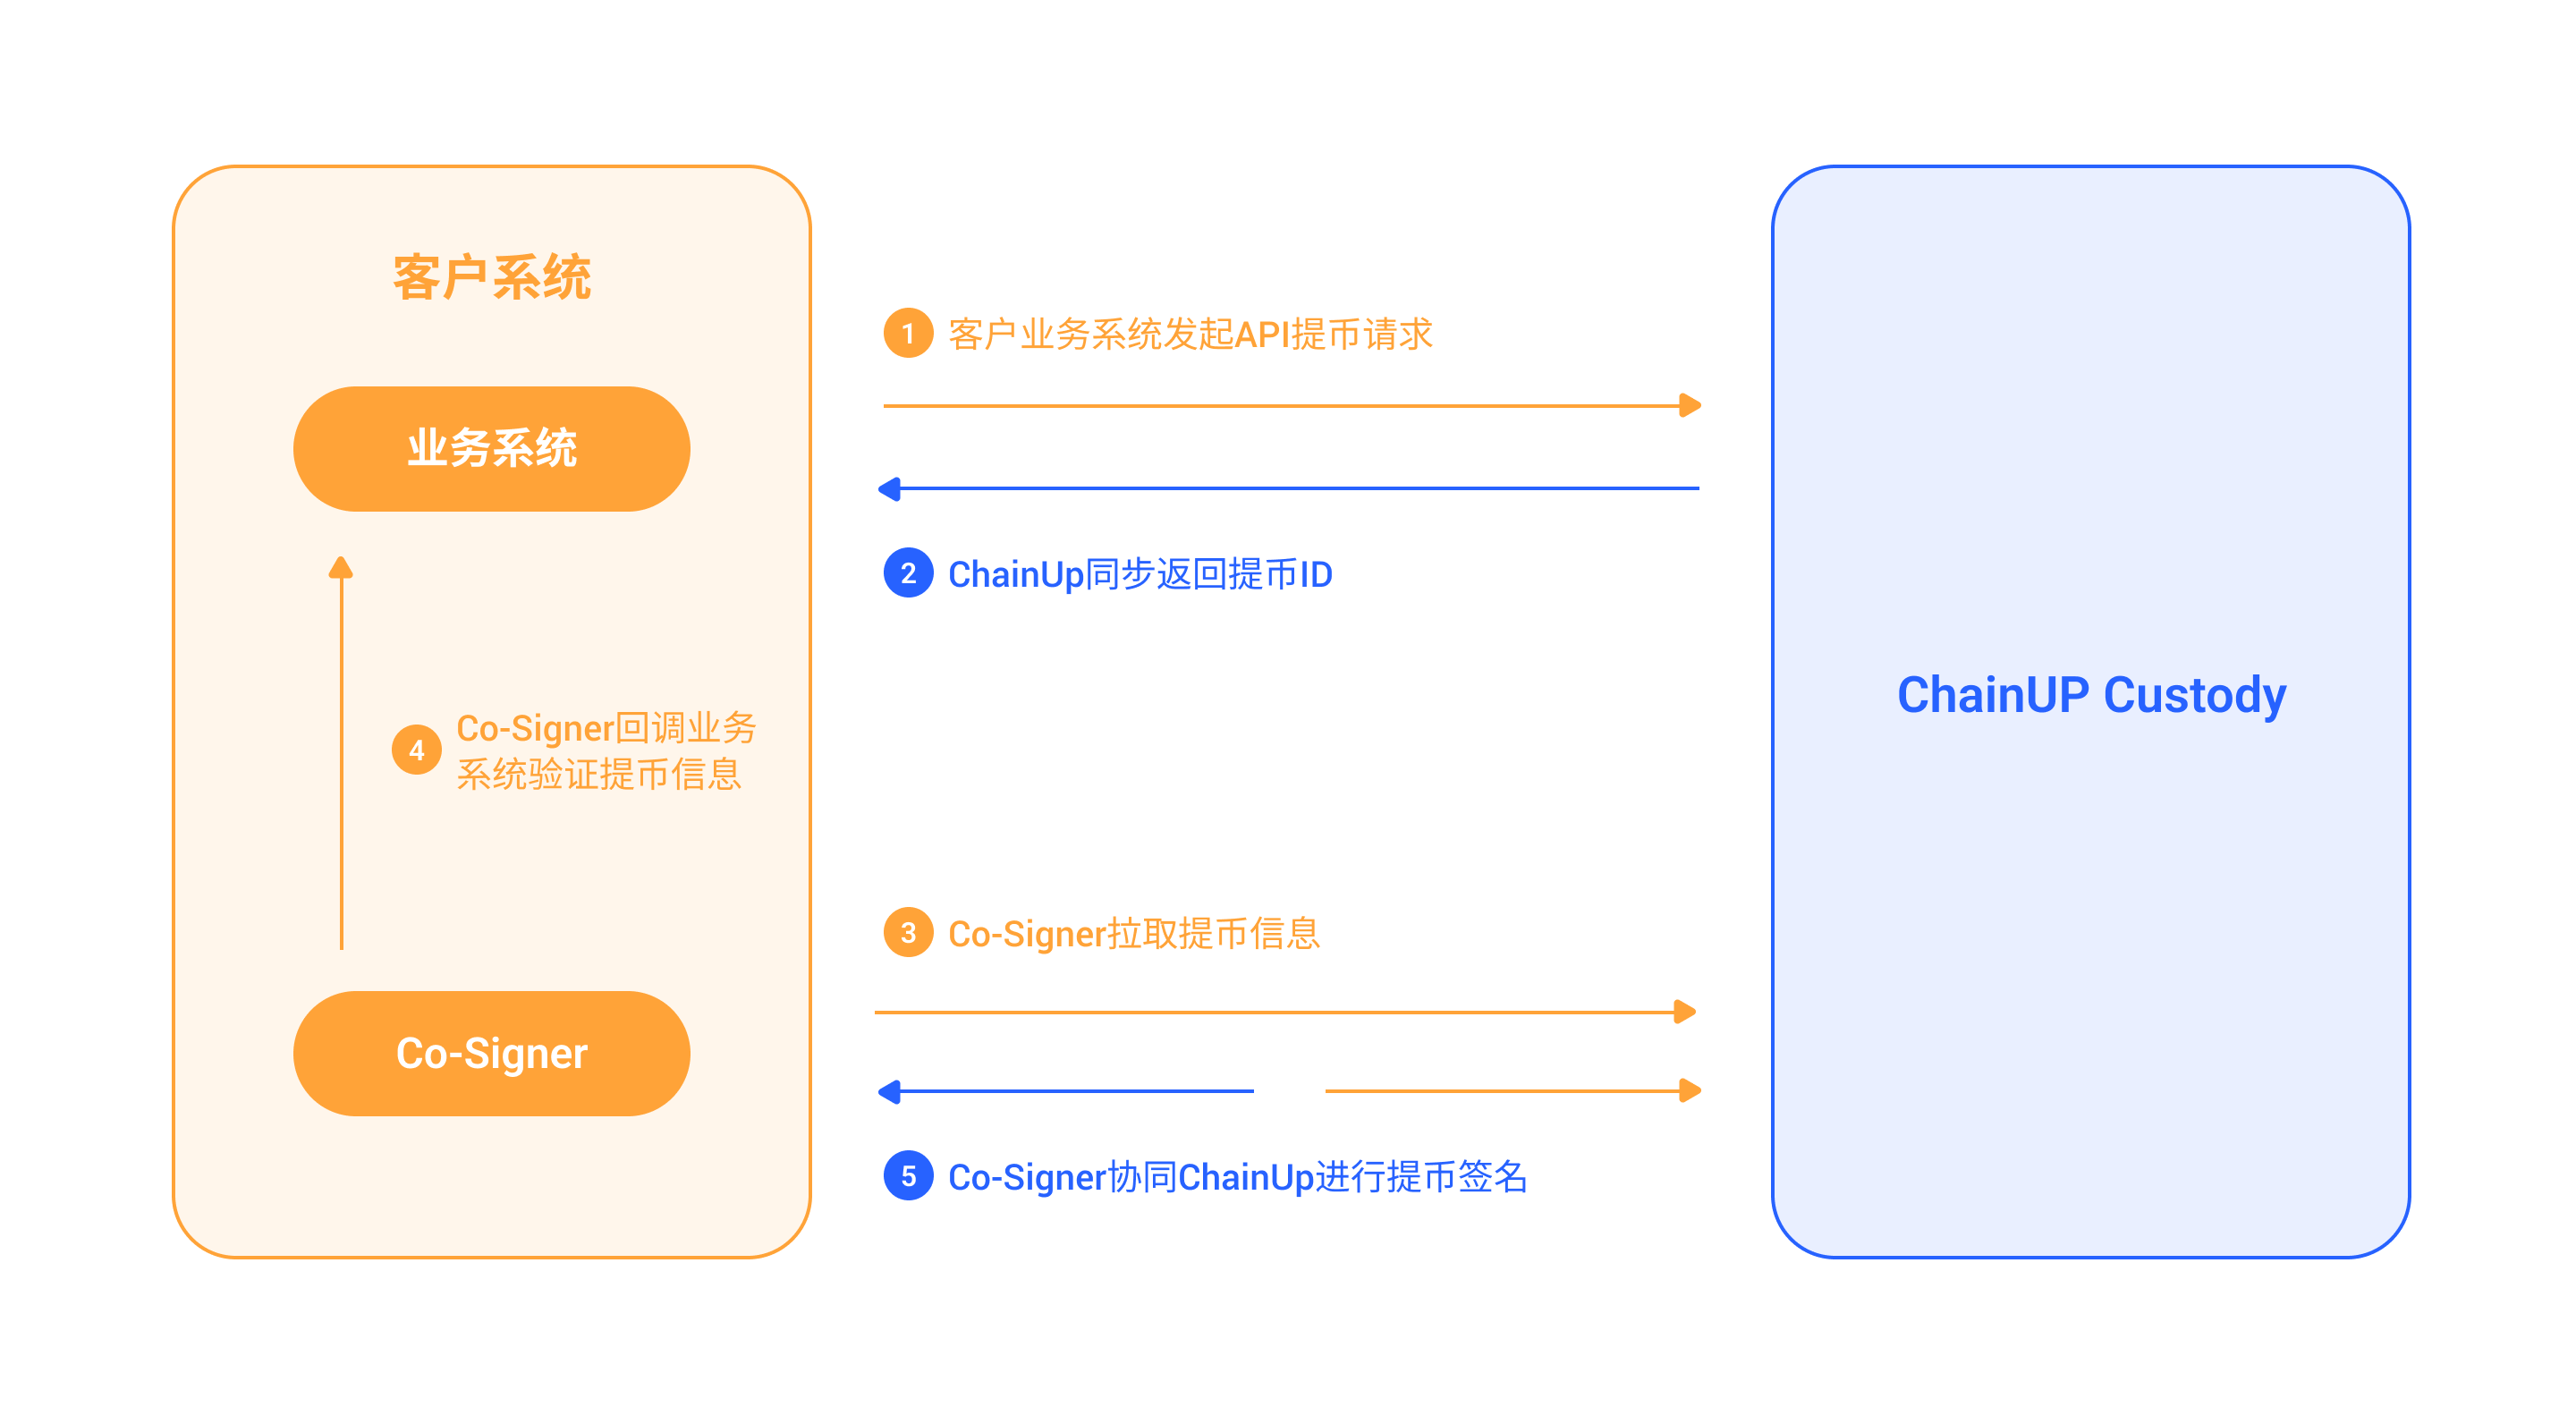 客户系统
业务系统
1 客户业务系统发起API提币请求
2 ChainUp同步返回提币ID
ChainUP Custody
4 Co-Signer回调业务
系统验证提币信息
3 Co-Signer拉取提币信息
Co-Signer
5 Co-Signer协同ChainUp进行提币签名